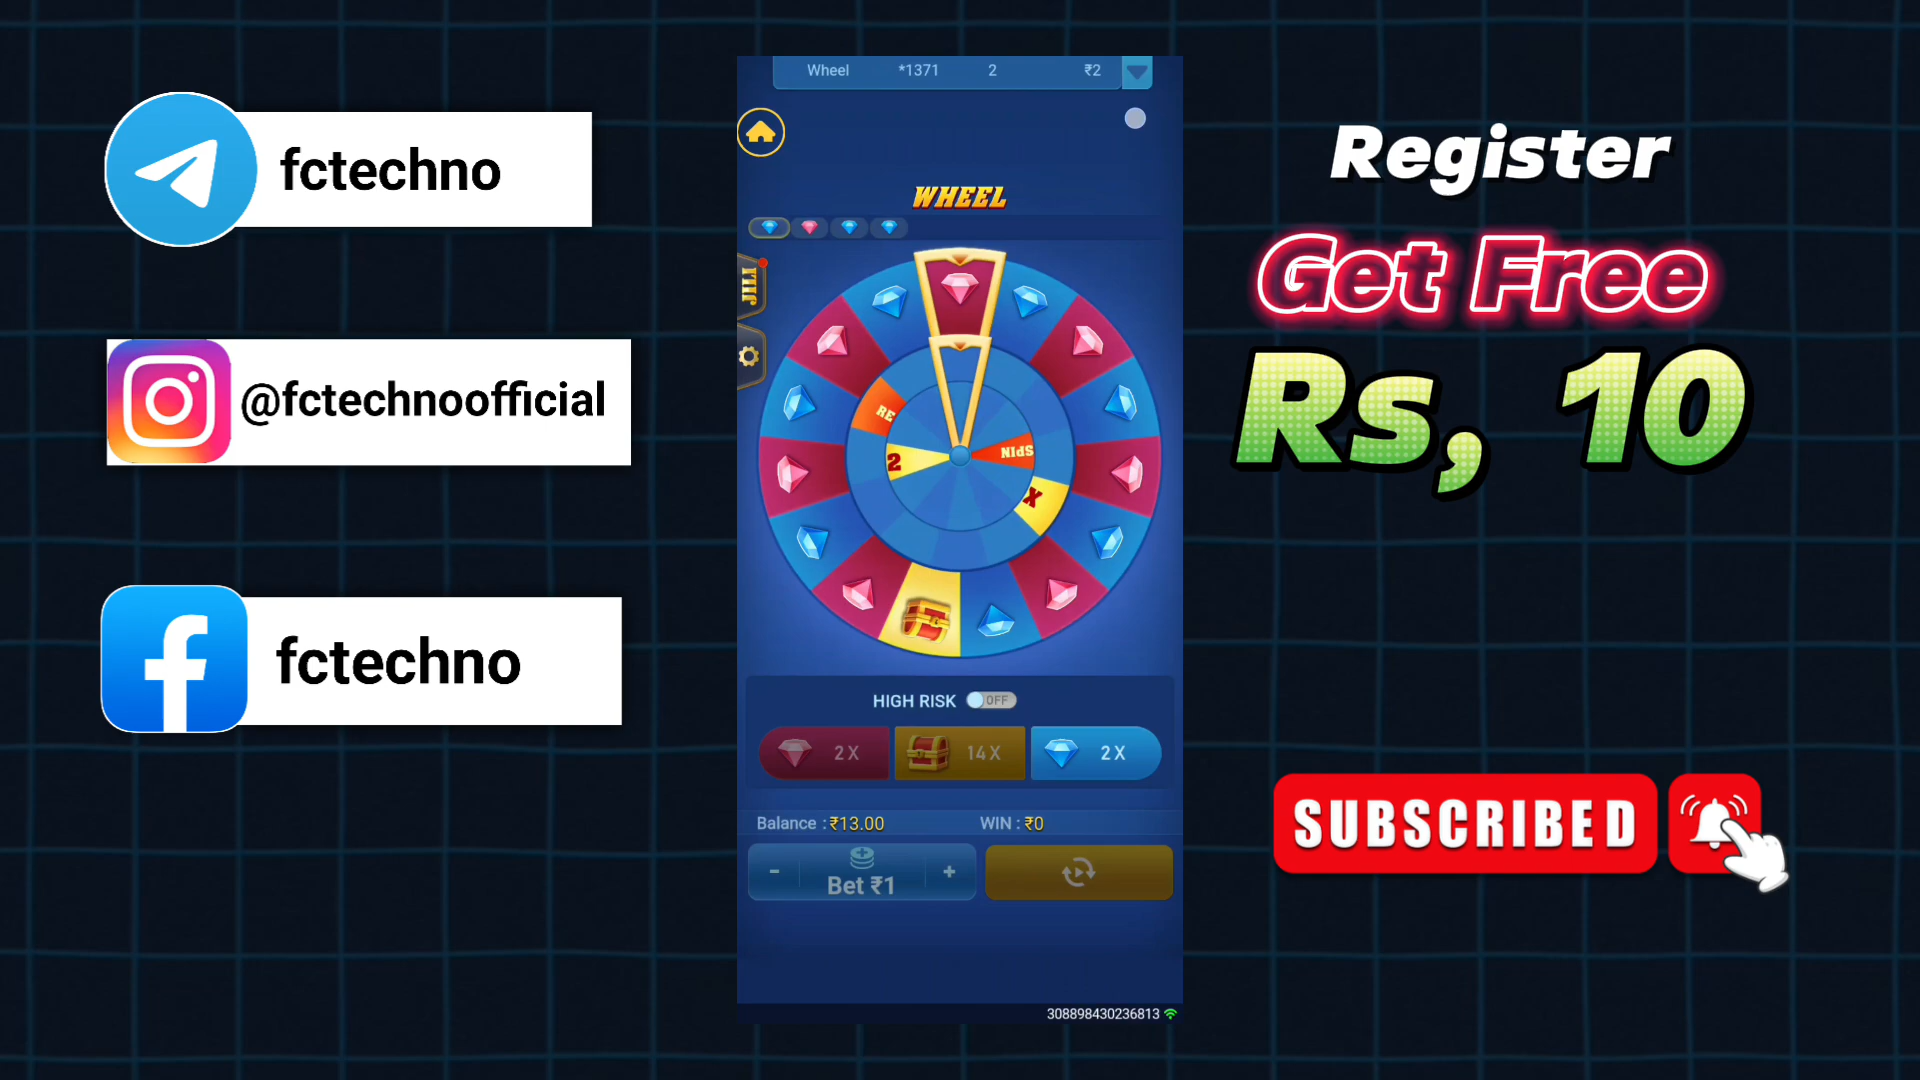 fctechno
@fctechnoofficial
fctechno
Wheel *1371 2 ₹2
WHEEL
JILI
RE
2
SPIN
X
HIGH RISK OFF
2X
14X
2X
Balance : ₹13.00 WIN : ₹0
- Bet ₹1 +
308898430236813
Register
Get Free
Rs, 10
SUBSCRIBED